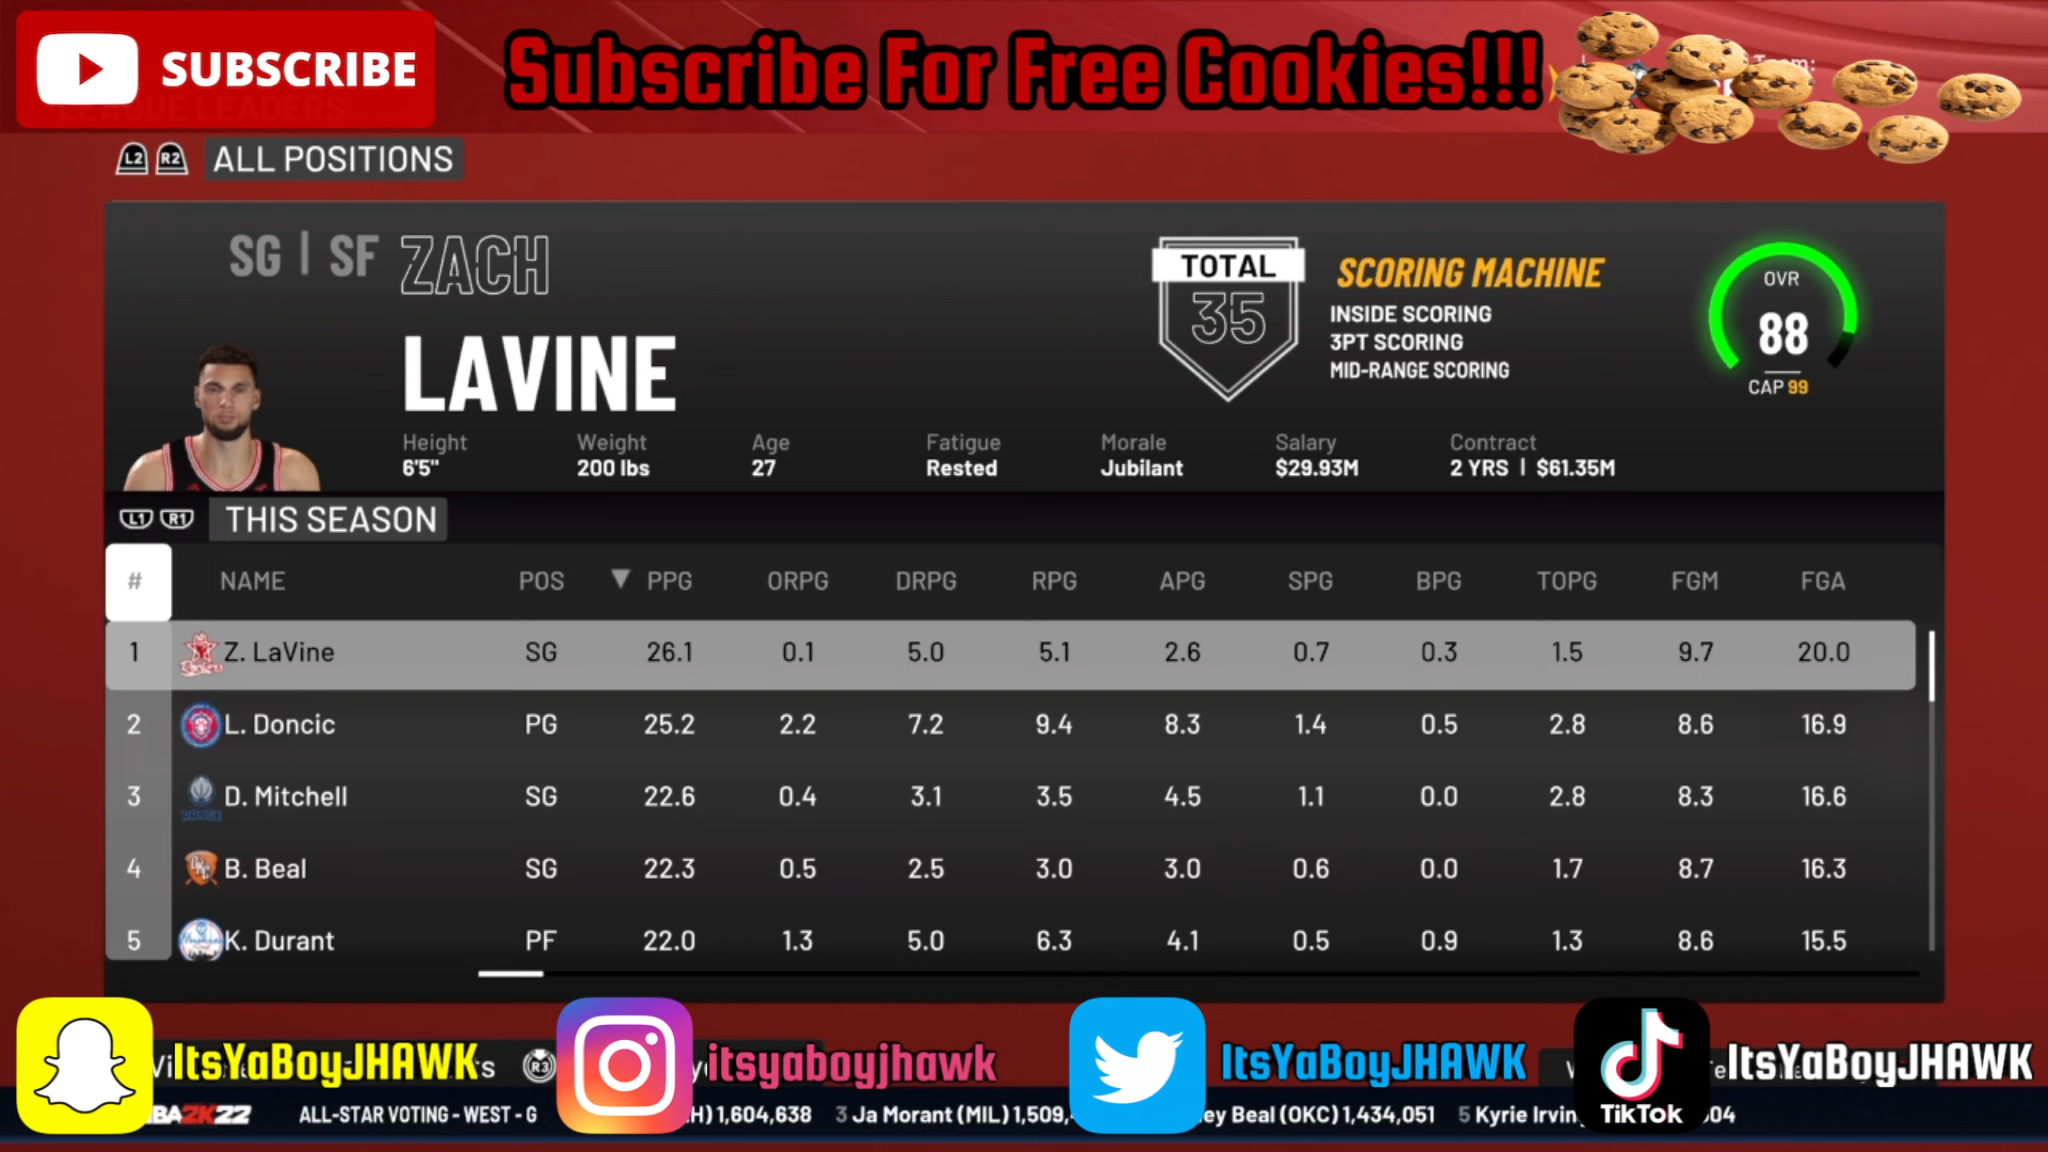 SUBSCRIBE
Subscribe For Free Cookies!!!
LEAGUE LEADERS
L2 R2 ALL POSITIONS
SG | SF ZACH
LAVINE
TOTAL
35
SCORING MACHINE
INSIDE SCORING
3PT SCORING
MID-RANGE SCORING
OVR
88
CAP 99
Height Weight Age Fatigue Morale Salary Contract
6'5" 200 lbs 27 Rested Jubilant $29.93M 2 YRS | $61.35M
L1 R1 THIS SEASON
# NAME POS ▼ PPG ORPG DRPG RPG APG SPG BPG TOPG FGM FGA
1 Z. LaVine SG 26.1 0.1 5.0 5.1 2.6 0.7 0.3 1.5 9.7 20.0
2 L. Doncic PG 25.2 2.2 7.2 9.4 8.3 1.4 0.5 2.8 8.6 16.9
3 D. Mitchell SG 22.6 0.4 3.1 3.5 4.5 1.1 0.0 2.8 8.3 16.6
4 B. Beal SG 22.3 0.5 2.5 3.0 3.0 0.6 0.0 1.7 8.7 16.3
5 K. Durant PF 22.0 1.3 5.0 6.3 4.1 0.5 0.9 1.3 8.6 15.5
ItsYaBoyJHAWK R3 itsyaboyjhawk ItsYaBoyJHAWK ItsYaBoyJHAWK
TikTok
NBA2K22 ALL-STAR VOTING - WEST - G 1,604,638 3 Ja Morant (MIL) 1,509, Beal (OKC) 1,434,051 5 Kyrie